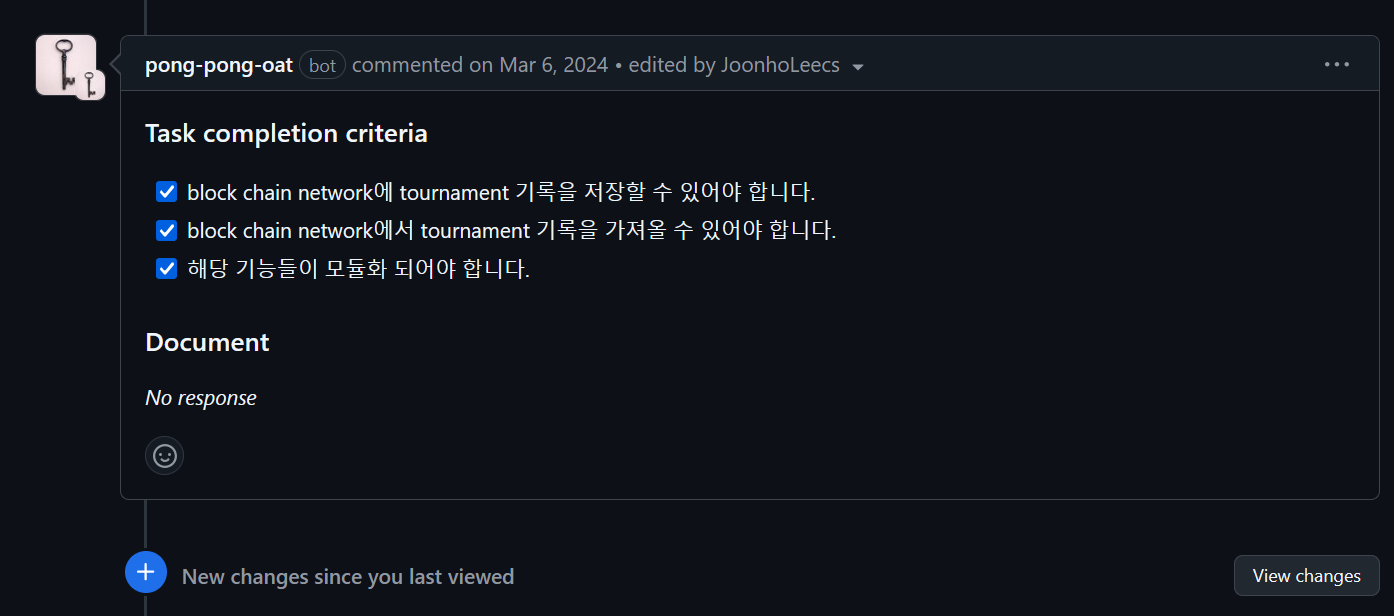 pong-pong-oat bot commented on Mar 6, 2024 • edited by JoonhoLeecs
Task completion criteria
block chain network에 tournament 기록을 저장할 수 있어야 합니다.
block chain network에서 tournament 기록을 가져올 수 있어야 합니다.
해당 기능들이 모듈화 되어야 합니다.
Document
No response
New changes since you last viewed
View changes